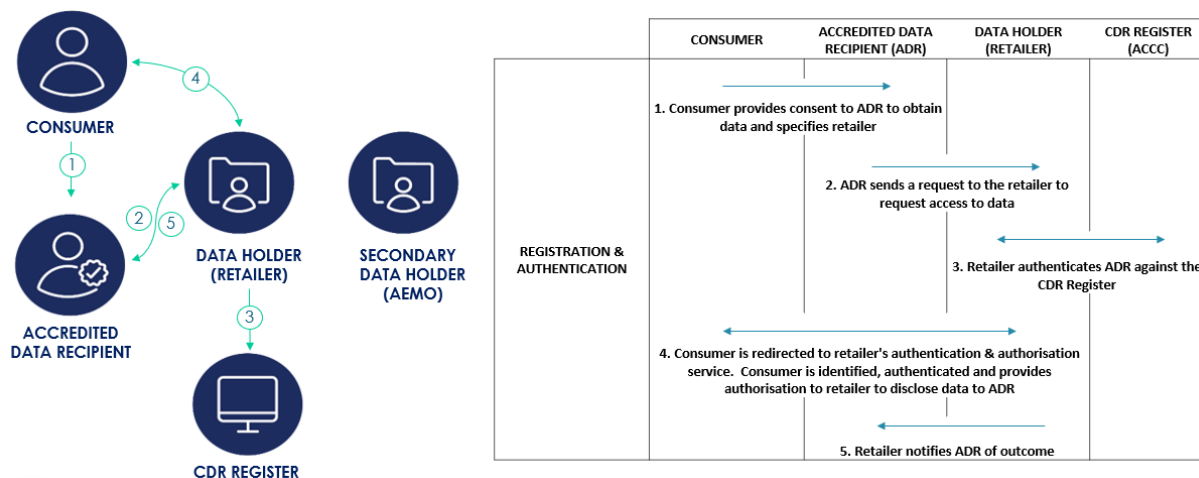 4
CONSUMER
1
2
5
DATA HOLDER
(RETAILER)
SECONDARY
DATA HOLDER
(AEMO)
3
ACCREDITED
DATA RECIPIENT
CDR REGISTER
CONSUMER
ACCREDITED DATA
RECIPIENT (ADR)
DATA HOLDER
(RETAILER)
CDR REGISTER
(ACCC)
REGISTRATION &
AUTHENTICATION
1. Consumer provides consent to ADR to obtain
data and specifies retailer
2. ADR sends a request to the retailer to
request access to data
3. Retailer authenticates ADR against the
CDR Register
4. Consumer is redirected to retailer's authentication & authorisation
service. Consumer is identified, authenticated and provides
authorisation to retailer to disclose data to ADR
5. Retailer notifies ADR of outcome